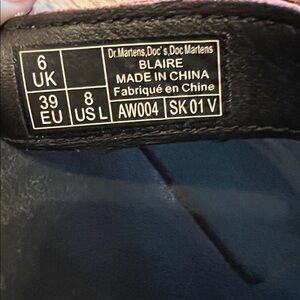 6
UK
39
EU
8
US L
Dr.Martens,Doc's,Doc Martens
BLAIRE
MADE IN CHINA
Fabriqué en Chine
AW004
SK 01 V